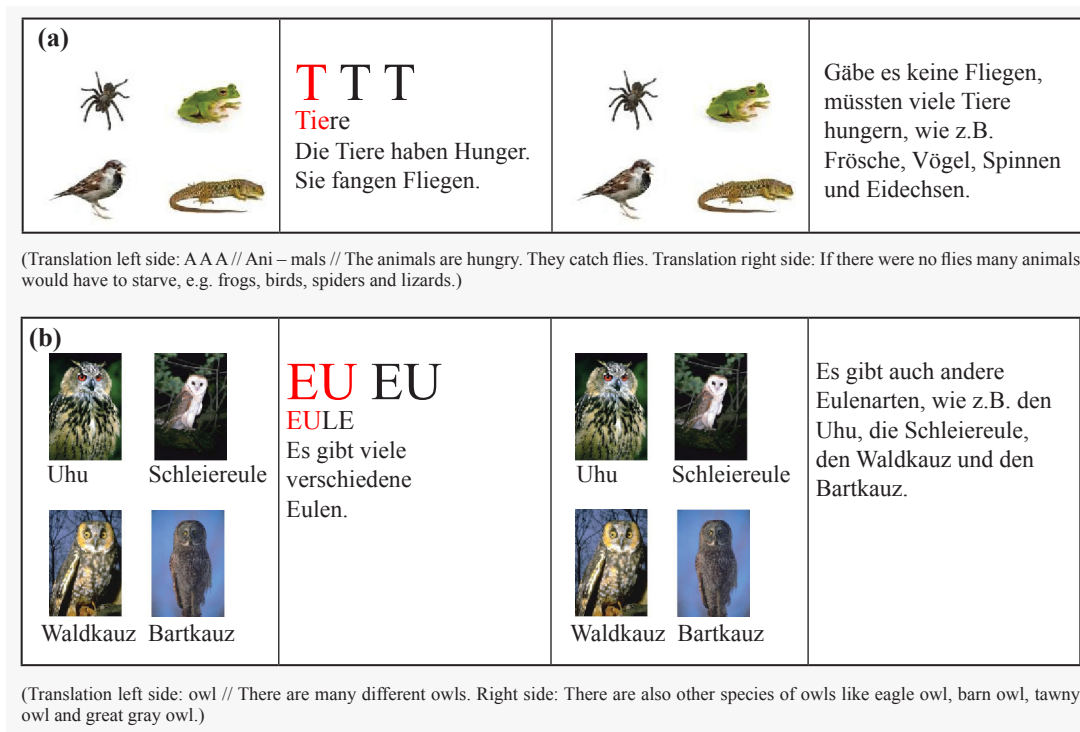 (a)
T T T
Tiere
Die Tiere haben Hunger.
Sie fangen Fliegen.
Gäbe es keine Fliegen,
müssten viele Tiere
hungern, wie z.B.
Frösche, Vögel, Spinnen
und Eidechsen.
(Translation left side: A A A // Ani – mals // The animals are hungry. They catch flies. Translation right side: If there were no flies many animals
would have to starve, e.g. frogs, birds, spiders and lizards.)
(b)
Uhu Schleiereule
Waldkauz Bartkauz
EU EU
EULE
Es gibt viele
verschiedene
Eulen.
Uhu Schleiereule
Waldkauz Bartkauz
Es gibt auch andere
Eulenarten, wie z.B. den
Uhu, die Schleiereule,
den Waldkauz und den
Bartkauz.
(Translation left side: owl // There are many different owls. Right side: There are also other species of owls like eagle owl, barn owl, tawny
owl and great gray owl.)